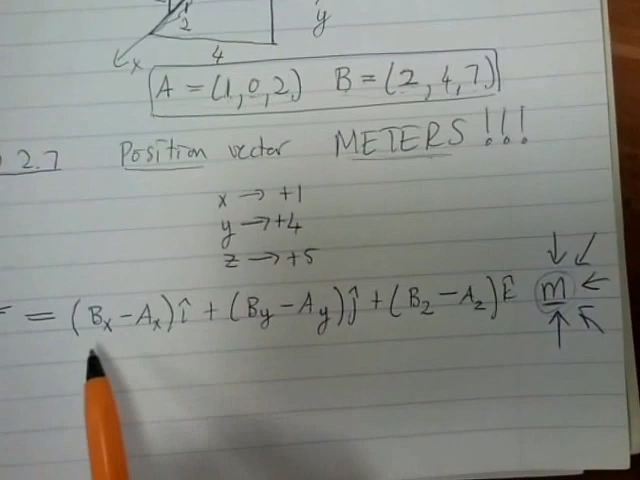 2
y
x
4
A = (1, 0, 2) B = (2, 4, 7)
2.7 Position vector METERS !!!
x → +1
y → +4
z → +5
= (Bx - Ax) î + (By - Ay) ĵ + (Bz - Az) k̂ m